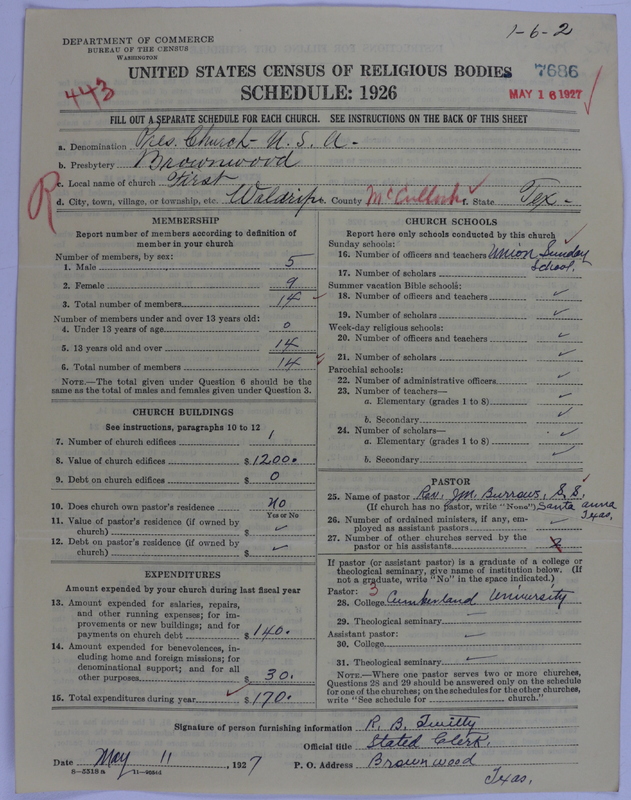 1-6-2
DEPARTMENT OF COMMERCE
BUREAU OF THE CENSUS
WASHINGTON
UNITED STATES CENSUS OF RELIGIOUS BODIES 7686
443 SCHEDULE: 1926 MAY 16 1927
FILL OUT A SEPARATE SCHEDULE FOR EACH CHURCH. SEE INSTRUCTIONS ON THE BACK OF THIS SHEET
a. Denomination Pres. Church - U. S. A -
b. Presbytery Brownwood
R c. Local name of church First
d. City, town, village, or township, etc. Waldrip e. County McCulloch f. State Tex -
MEMBERSHIP
Report number of members according to definition of
member in your church
Number of members, by sex:
1. Male 5
2. Female 9
3. Total number of members 14
Number of members under and over 13 years old:
4. Under 13 years of age 0
5. 13 years old and over 14
6. Total number of members 14
NOTE.—The total given under Question 6 should be the
same as the total of males and females given under Question 3.
CHURCH BUILDINGS
See instructions, paragraphs 10 to 12
7. Number of church edifices 1
8. Value of church edifices $1200.
9. Debt on church edifices $ 0
10. Does church own pastor's residence no
Yes or No
11. Value of pastor's residence (if owned by
church) $ ✓
12. Debt on pastor's residence (if owned by
church) $ ✓
EXPENDITURES
Amount expended by your church during last fiscal year
13. Amount expended for salaries, repairs,
and other running expenses; for im-
provements or new buildings; and for
payments on church debt $ 140.
14. Amount expended for benevolences, in-
cluding home and foreign missions; for
denominational support; and for all
other purposes $ 30.
15. Total expenditures during year $ 170.
CHURCH SCHOOLS
Report here only schools conducted by this church
Sunday schools:
16. Number of officers and teachers Union Sunday
17. Number of scholars School.
Summer vacation Bible schools:
18. Number of officers and teachers ✓
19. Number of scholars ✓
Week-day religious schools:
20. Number of officers and teachers ✓
21. Number of scholars ✓
Parochial schools:
22. Number of administrative officers ✓
23. Number of teachers—
a. Elementary (grades 1 to 8) ✓
b. Secondary ✓
24. Number of scholars—
a. Elementary (grades 1 to 8) ✓
b. Secondary ✓
PASTOR
25. Name of pastor Rev. J.M. Burrows, S.S.
(If church has no pastor, write "None") Santa anna
Texas.
26. Number of ordained ministers, if any, em-
ployed as assistant pastors
27. Number of other churches served by the
pastor or his assistants
If pastor (or assistant pastor) is a graduate of a college or
theological seminary, give name of institution below. (If
not a graduate, write "No" in the space indicated.)
Pastor: 3
28. College Cumberland University
29. Theological seminary
Assistant pastor:
30. College
31. Theological seminary
NOTE.—Where one pastor serves two or more churches,
Questions 28 and 29 should be answered only on the schedule
for one of the churches; on the schedules for the other churches,
write "See schedule for church."
Signature of person furnishing information R. B. Twitty
Official title Stated Clerk.
Date May 11, 1927 P. O. Address Brownwood
8-5318 a Texas.